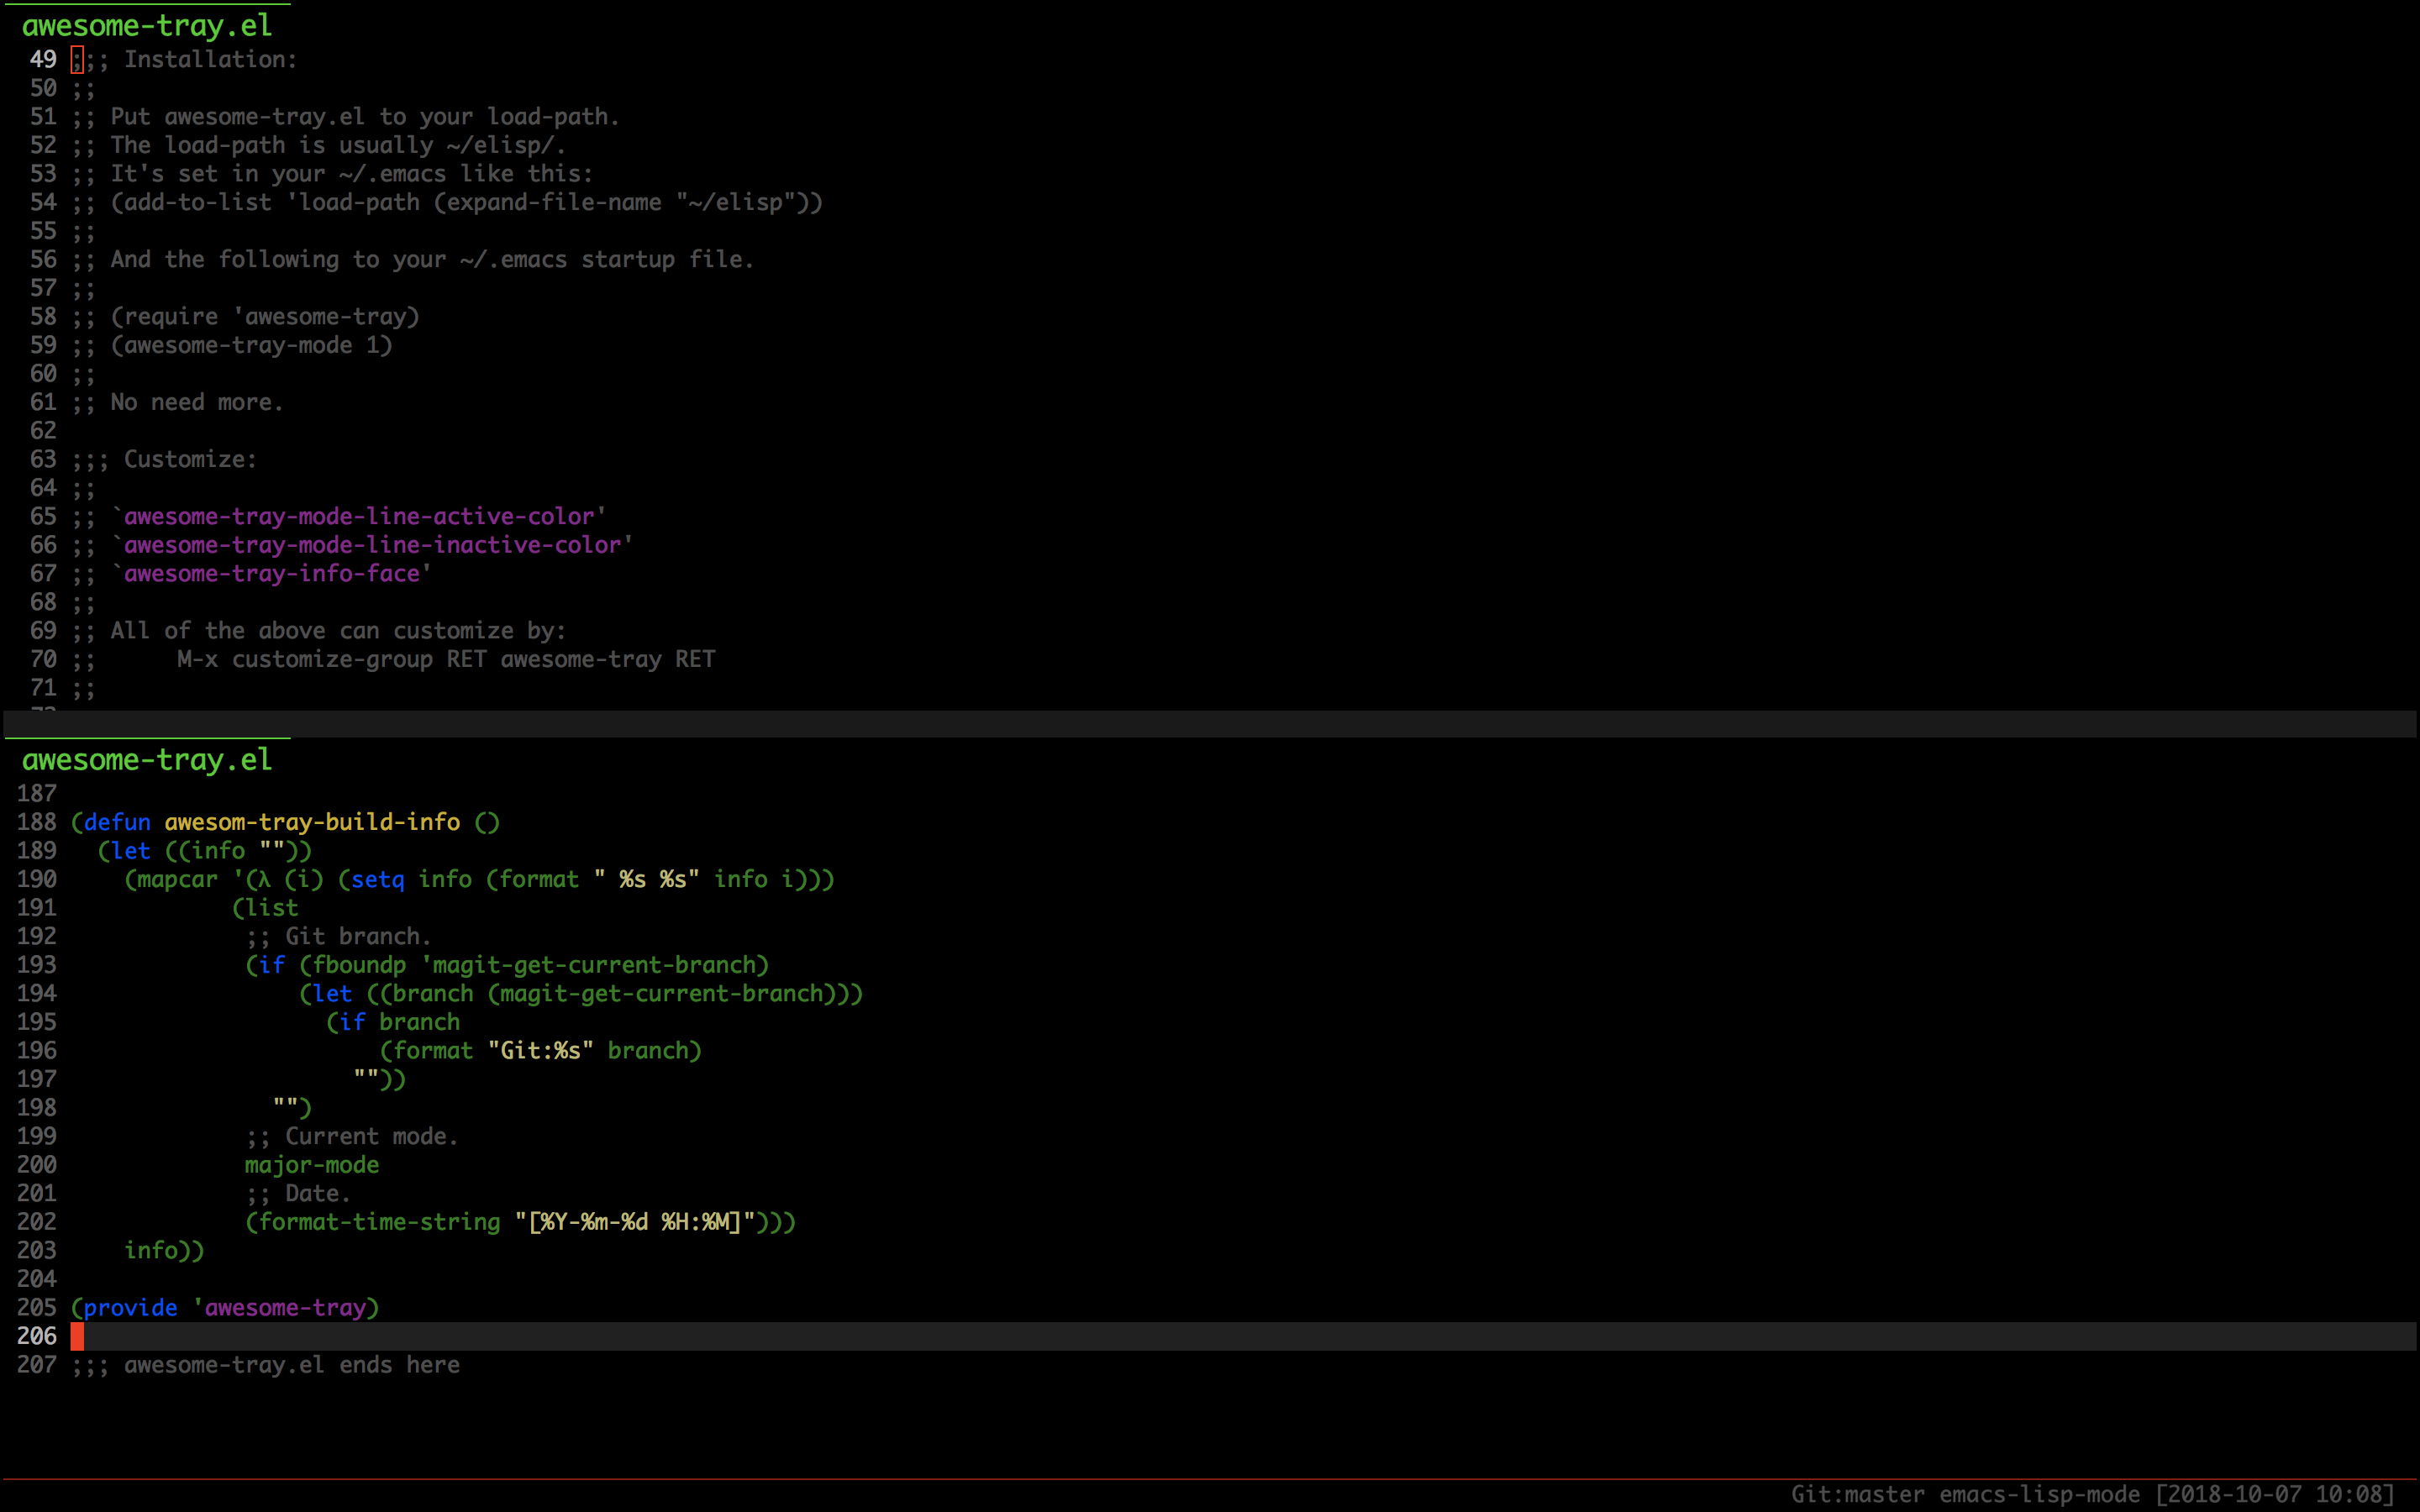 awesome-tray.el
49 ;;; Installation:
50 ;;
51 ;; Put awesome-tray.el to your load-path.
52 ;; The load-path is usually ~/elisp/.
53 ;; It's set in your ~/.emacs like this:
54 ;; (add-to-list 'load-path (expand-file-name "~/elisp"))
55 ;;
56 ;; And the following to your ~/.emacs startup file.
57 ;;
58 ;; (require 'awesome-tray)
59 ;; (awesome-tray-mode 1)
60 ;;
61 ;; No need more.
62
63 ;;; Customize:
64 ;;
65 ;; `awesome-tray-mode-line-active-color'
66 ;; `awesome-tray-mode-line-inactive-color'
67 ;; `awesome-tray-info-face'
68 ;;
69 ;; All of the above can customize by:
70 ;;      M-x customize-group RET awesome-tray RET
71 ;;
awesome-tray.el
187
188 (defun awesom-tray-build-info ()
189   (let ((info ""))
190     (mapcar '(λ (i) (setq info (format " %s %s" info i)))
191             (list
192              ;; Git branch.
193              (if (fboundp 'magit-get-current-branch)
194                  (let ((branch (magit-get-current-branch)))
195                    (if branch
196                        (format "Git:%s" branch)
197                      ""))
198                "")
199              ;; Current mode.
200              major-mode
201              ;; Date.
202              (format-time-string "[%Y-%m-%d %H:%M]")))
203     info))
204
205 (provide 'awesome-tray)
206
207 ;;; awesome-tray.el ends here
Git:master emacs-lisp-mode [2018-10-07 10:08]